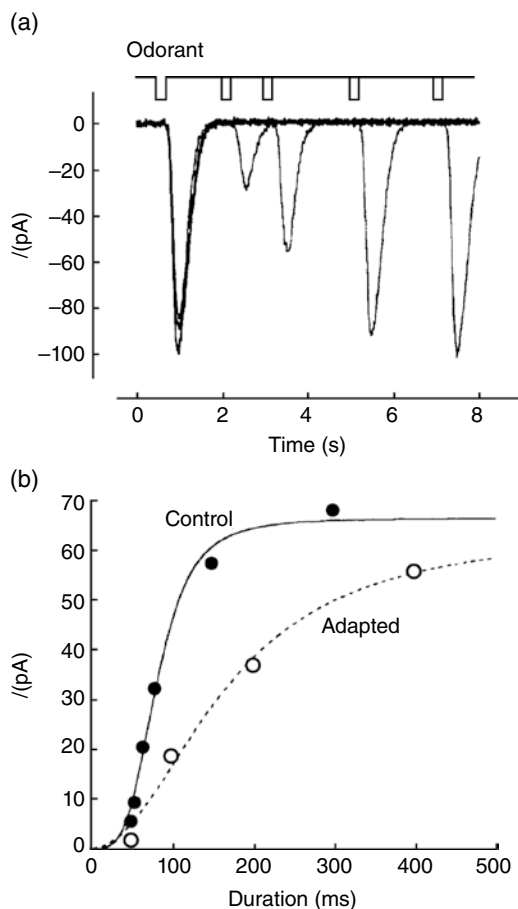 (a)
Odorant
0
−20
−40
−60
−80
−100
/(pA)
0 2 4 6 8
Time (s)
(b)
70
60
50
40
30
20
10
0
/(pA)
Control
Adapted
0 100 200 300 400 500
Duration (ms)